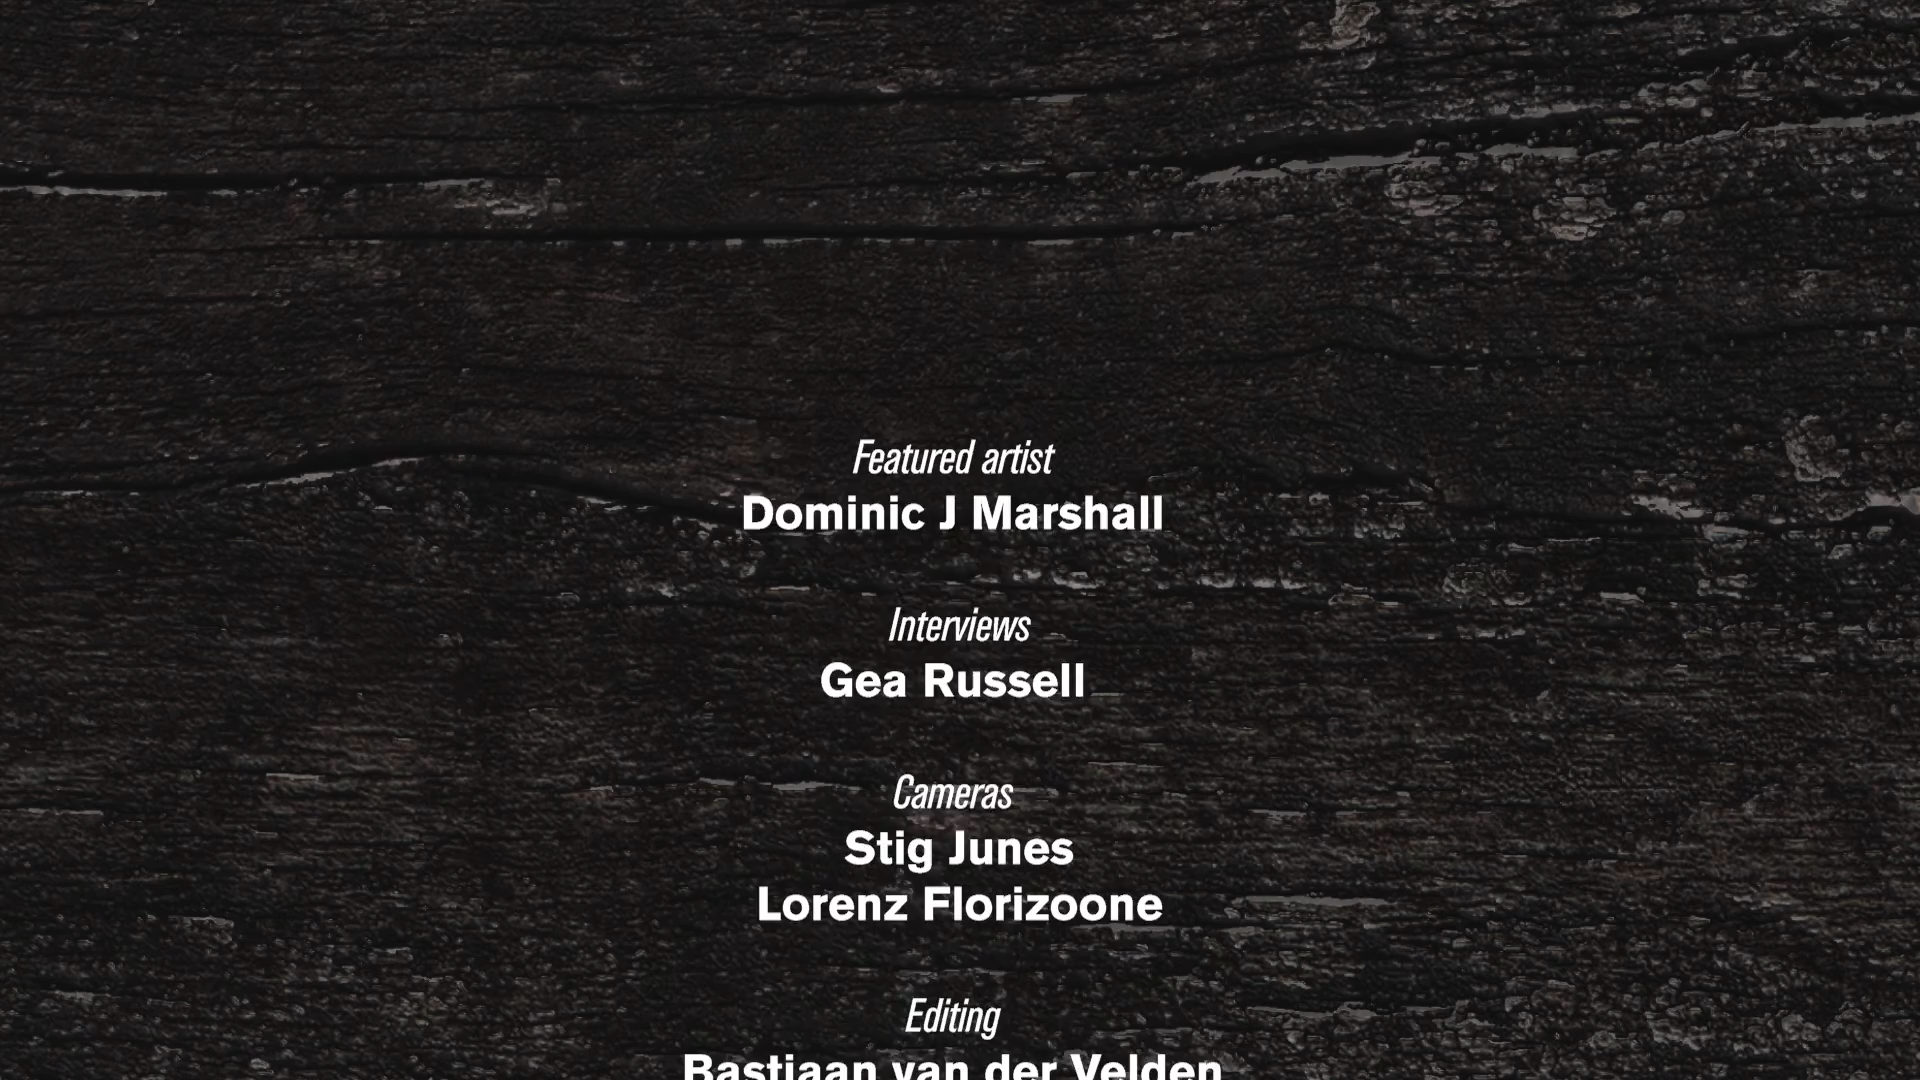 Featured artist
Dominic J Marshall
Interviews
Gea Russell
Cameras
Stig Junes
Lorenz Florizoone
Editing
Bastiaan van der Velden